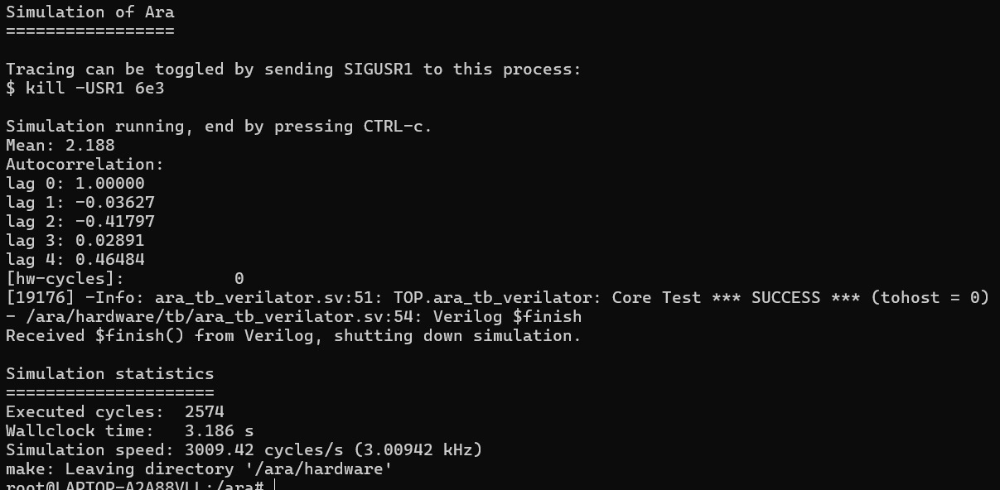 Simulation of Ara
=================
Tracing can be toggled by sending SIGUSR1 to this process:
$ kill -USR1 6e3
Simulation running, end by pressing CTRL-c.
Mean: 2.188
Autocorrelation:
lag 0: 1.00000
lag 1: -0.03627
lag 2: -0.41797
lag 3: 0.02891
lag 4: 0.46484
[hw-cycles]:           0
[19176] -Info: ara_tb_verilator.sv:51: TOP.ara_tb_verilator: Core Test *** SUCCESS *** (tohost = 0)
- /ara/hardware/tb/ara_tb_verilator.sv:54: Verilog $finish
Received $finish() from Verilog, shutting down simulation.
Simulation statistics
=====================
Executed cycles:  2574
Wallclock time:   3.186 s
Simulation speed: 3009.42 cycles/s (3.00942 kHz)
make: Leaving directory '/ara/hardware'
root@LAPTOP-A2A88VLL:/ara#